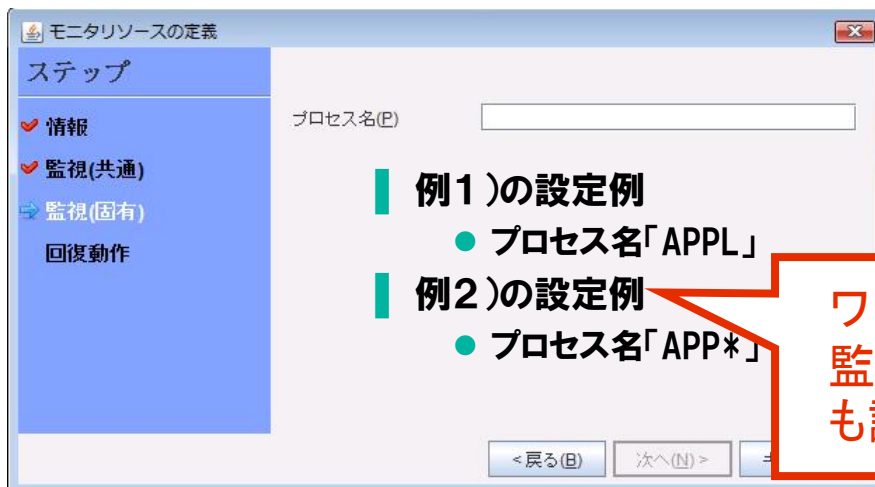 モニタリソースの定義
ステップ
情報
監視(共通)
監視(固有)
回復動作
プロセス名(P)
例1)の設定例
● プロセス名「APPL」
例2)の設定例
● プロセス名「APP*」
ワ
監
も
<戻る(B)
次へ(N)>